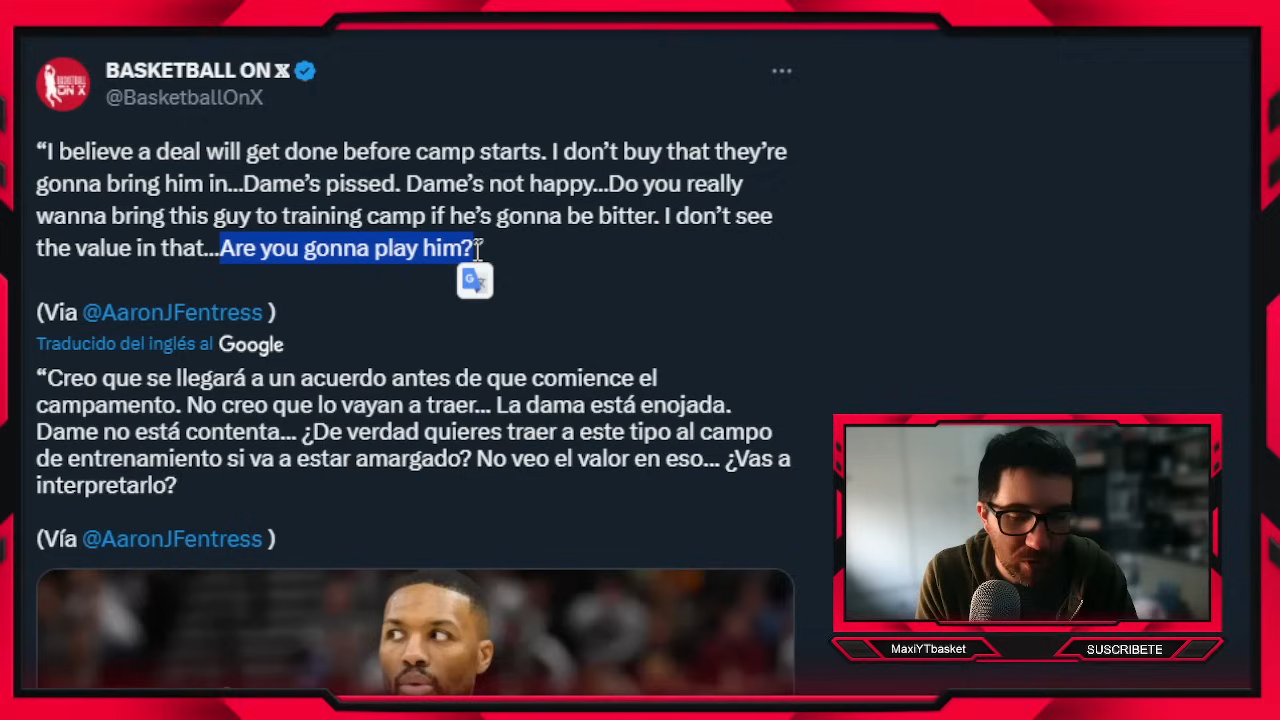 BASKETBALL ON X
@BasketballOnX
“I believe a deal will get done before camp starts. I don’t buy that they’re
gonna bring him in...Dame’s pissed. Dame’s not happy...Do you really
wanna bring this guy to training camp if he’s gonna be bitter. I don’t see
the value in that...Are you gonna play him?
(Via @AaronJFentress )
Traducido del inglés al Google
“Creo que se llegará a un acuerdo antes de que comience el
campamento. No creo que lo vayan a traer... La dama está enojada.
Dame no está contenta... ¿De verdad quieres traer a este tipo al campo
de entrenamiento si va a estar amargado? No veo el valor en eso... ¿Vas a
interpretarlo?
(Vía @AaronJFentress )
MaxiYTbasket
SUSCRIBETE